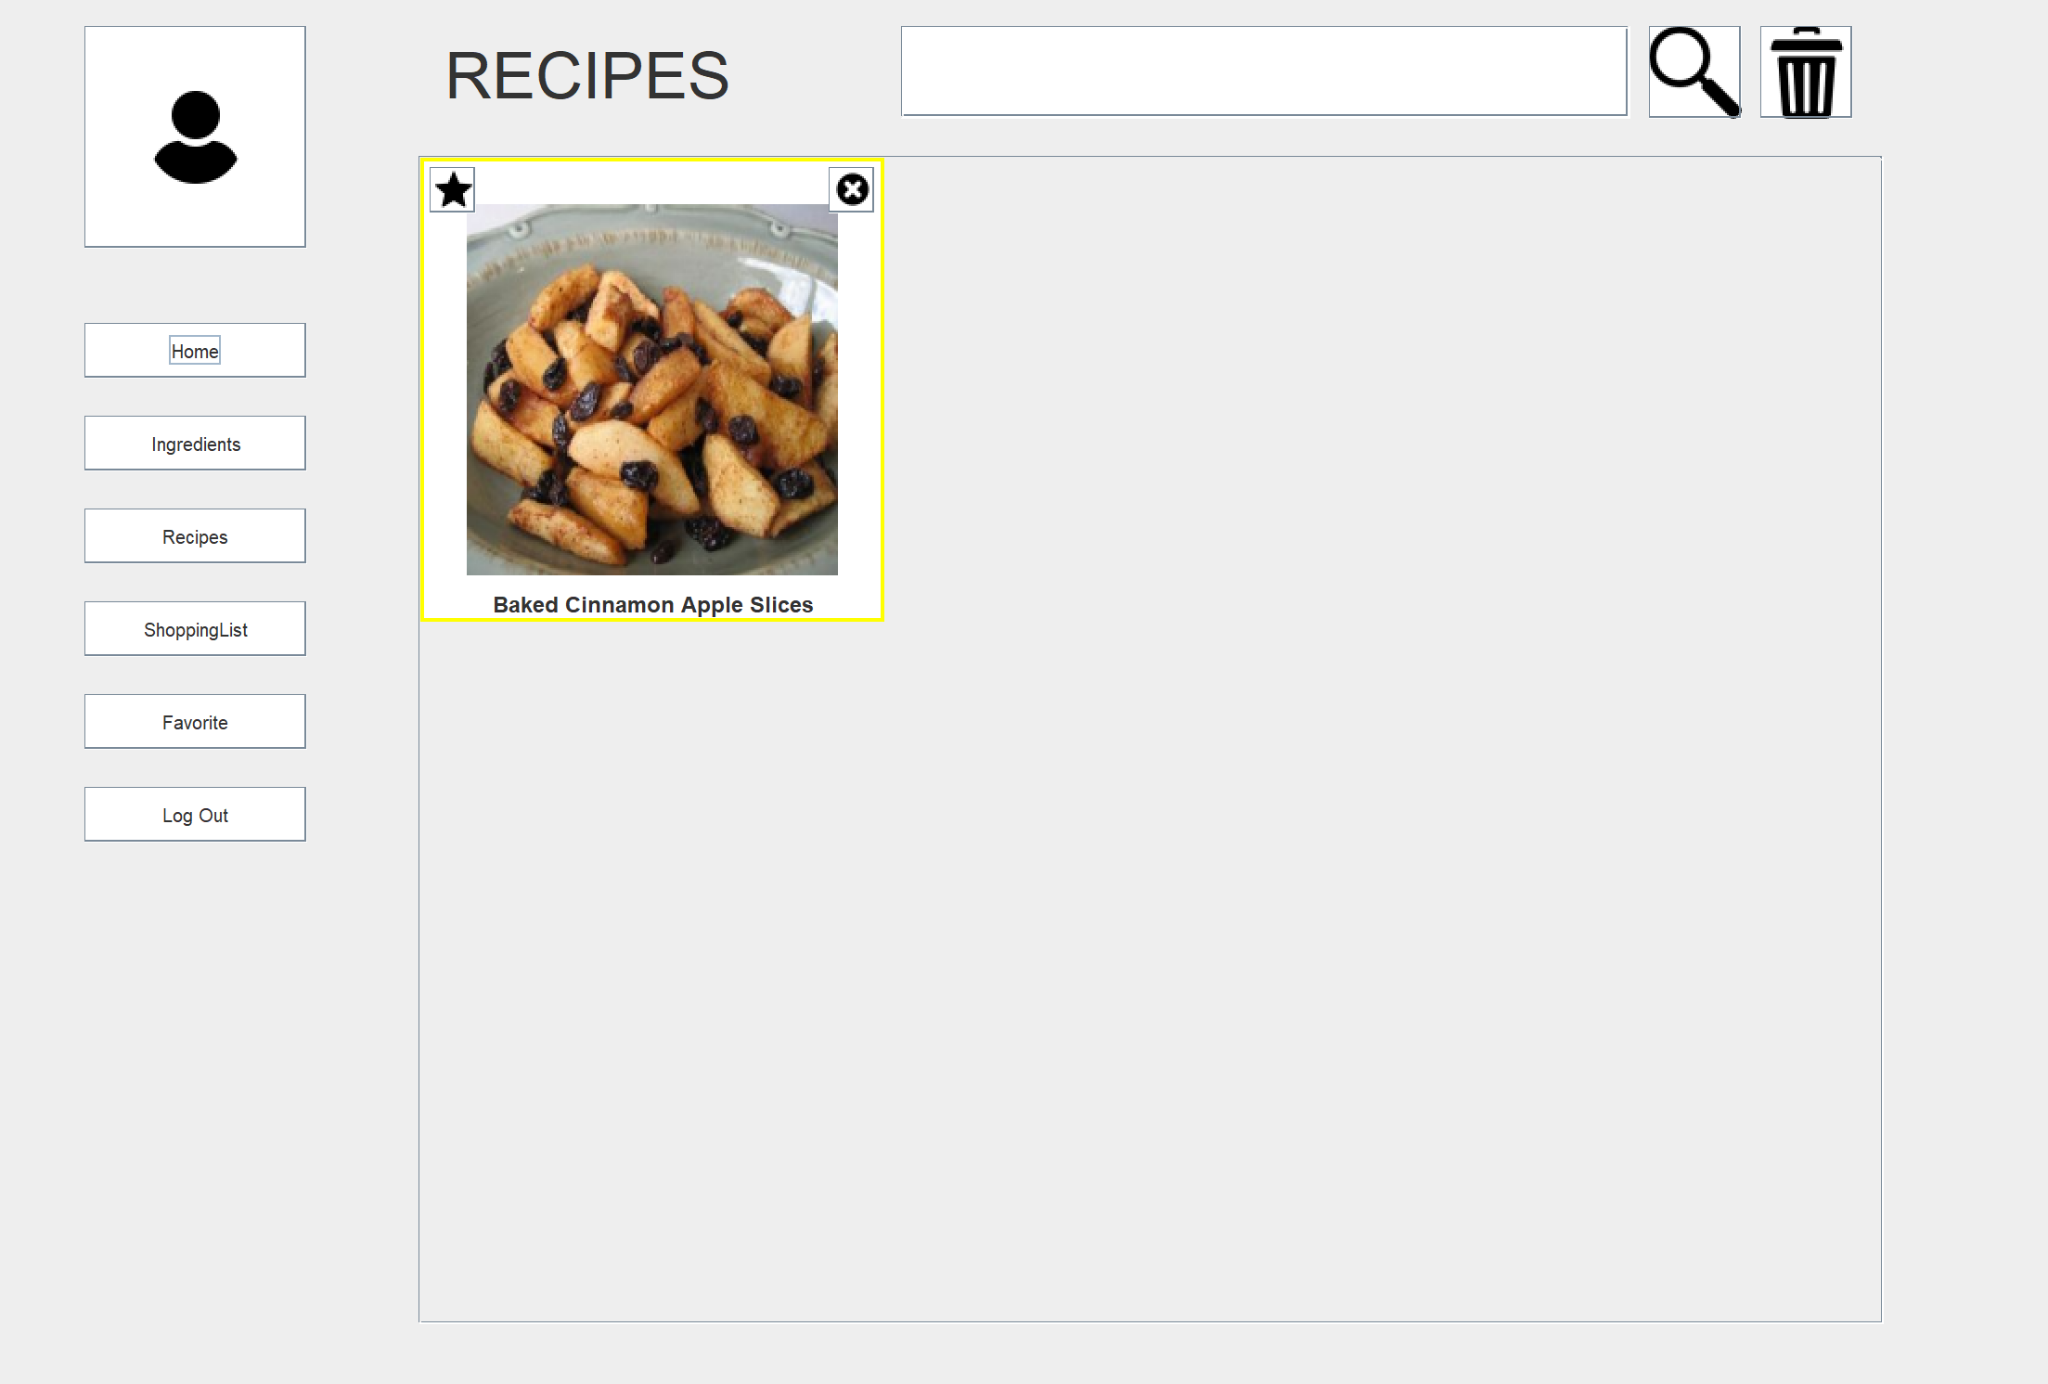 RECIPES
Home
Ingredients
Recipes
ShoppingList
Favorite
Log Out
Baked Cinnamon Apple Slices